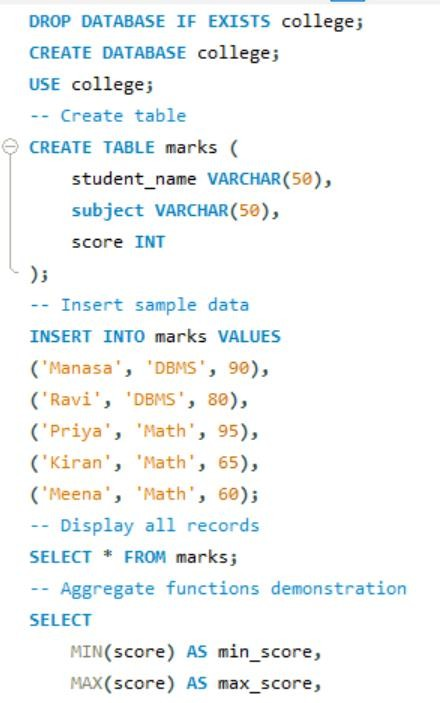 DROP DATABASE IF EXISTS college;
CREATE DATABASE college;
USE college;
-- Create table
CREATE TABLE marks (
    student_name VARCHAR(50),
    subject VARCHAR(50),
    score INT
);
-- Insert sample data
INSERT INTO marks VALUES
('Manasa', 'DBMS', 90),
('Ravi', 'DBMS', 80),
('Priya', 'Math', 95),
('Kiran', 'Math', 65),
('Meena', 'Math', 60);
-- Display all records
SELECT * FROM marks;
-- Aggregate functions demonstration
SELECT
    MIN(score) AS min_score,
    MAX(score) AS max_score,